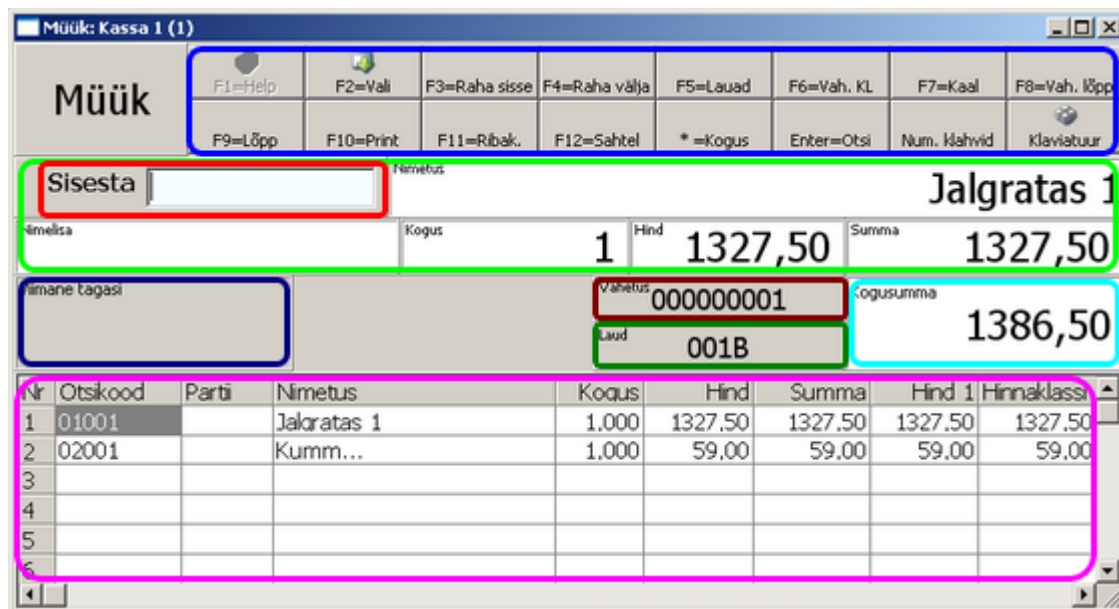 Müük: Kassa 1 (1)
Müük
F1=Help F2=Vali F3=Raha sisse F4=Raha välja F5=Lauad F6=Vah. KL F7=Kaal F8=Vah. lõpp
F9=Lõpp F10=Print F11=Ribak. F12=Sahtel * =Kogus Enter=Otsi Num. klahvid Klaviatuur
Sisesta Nimetus Jalgratas 1
Nimelisa Kogus 1 Hind 1327,50 Summa 1327,50
Viimane tagasi Vahetus 000000001 Kogusumma 1386,50
Laud 001B
Nr Otsikood Partii Nimetus Kogus Hind Summa Hind 1 Hinnaklassi
1 01001 Jalgratas 1 1.000 1327.50 1327.50 1327.50 1327.50
2 02001 Kumm... 1.000 59.00 59.00 59.00 59.00
3
4
5
6